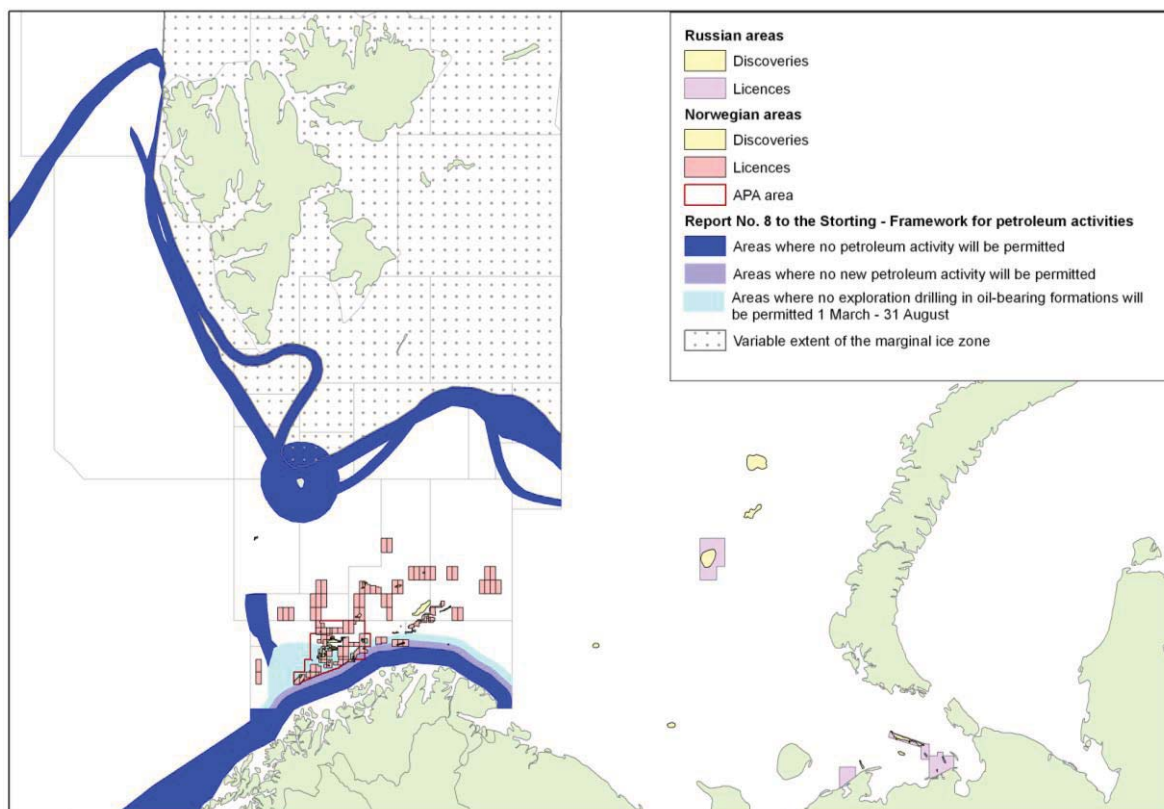 Russian areas
Discoveries
Licences
Norwegian areas
Discoveries
Licences
APA area
Report No. 8 to the Storting - Framework for petroleum activities
Areas where no petroleum activity will be permitted
Areas where no new petroleum activity will be permitted
Areas where no exploration drilling in oil-bearing formations will
be permitted 1 March - 31 August
Variable extent of the marginal ice zone